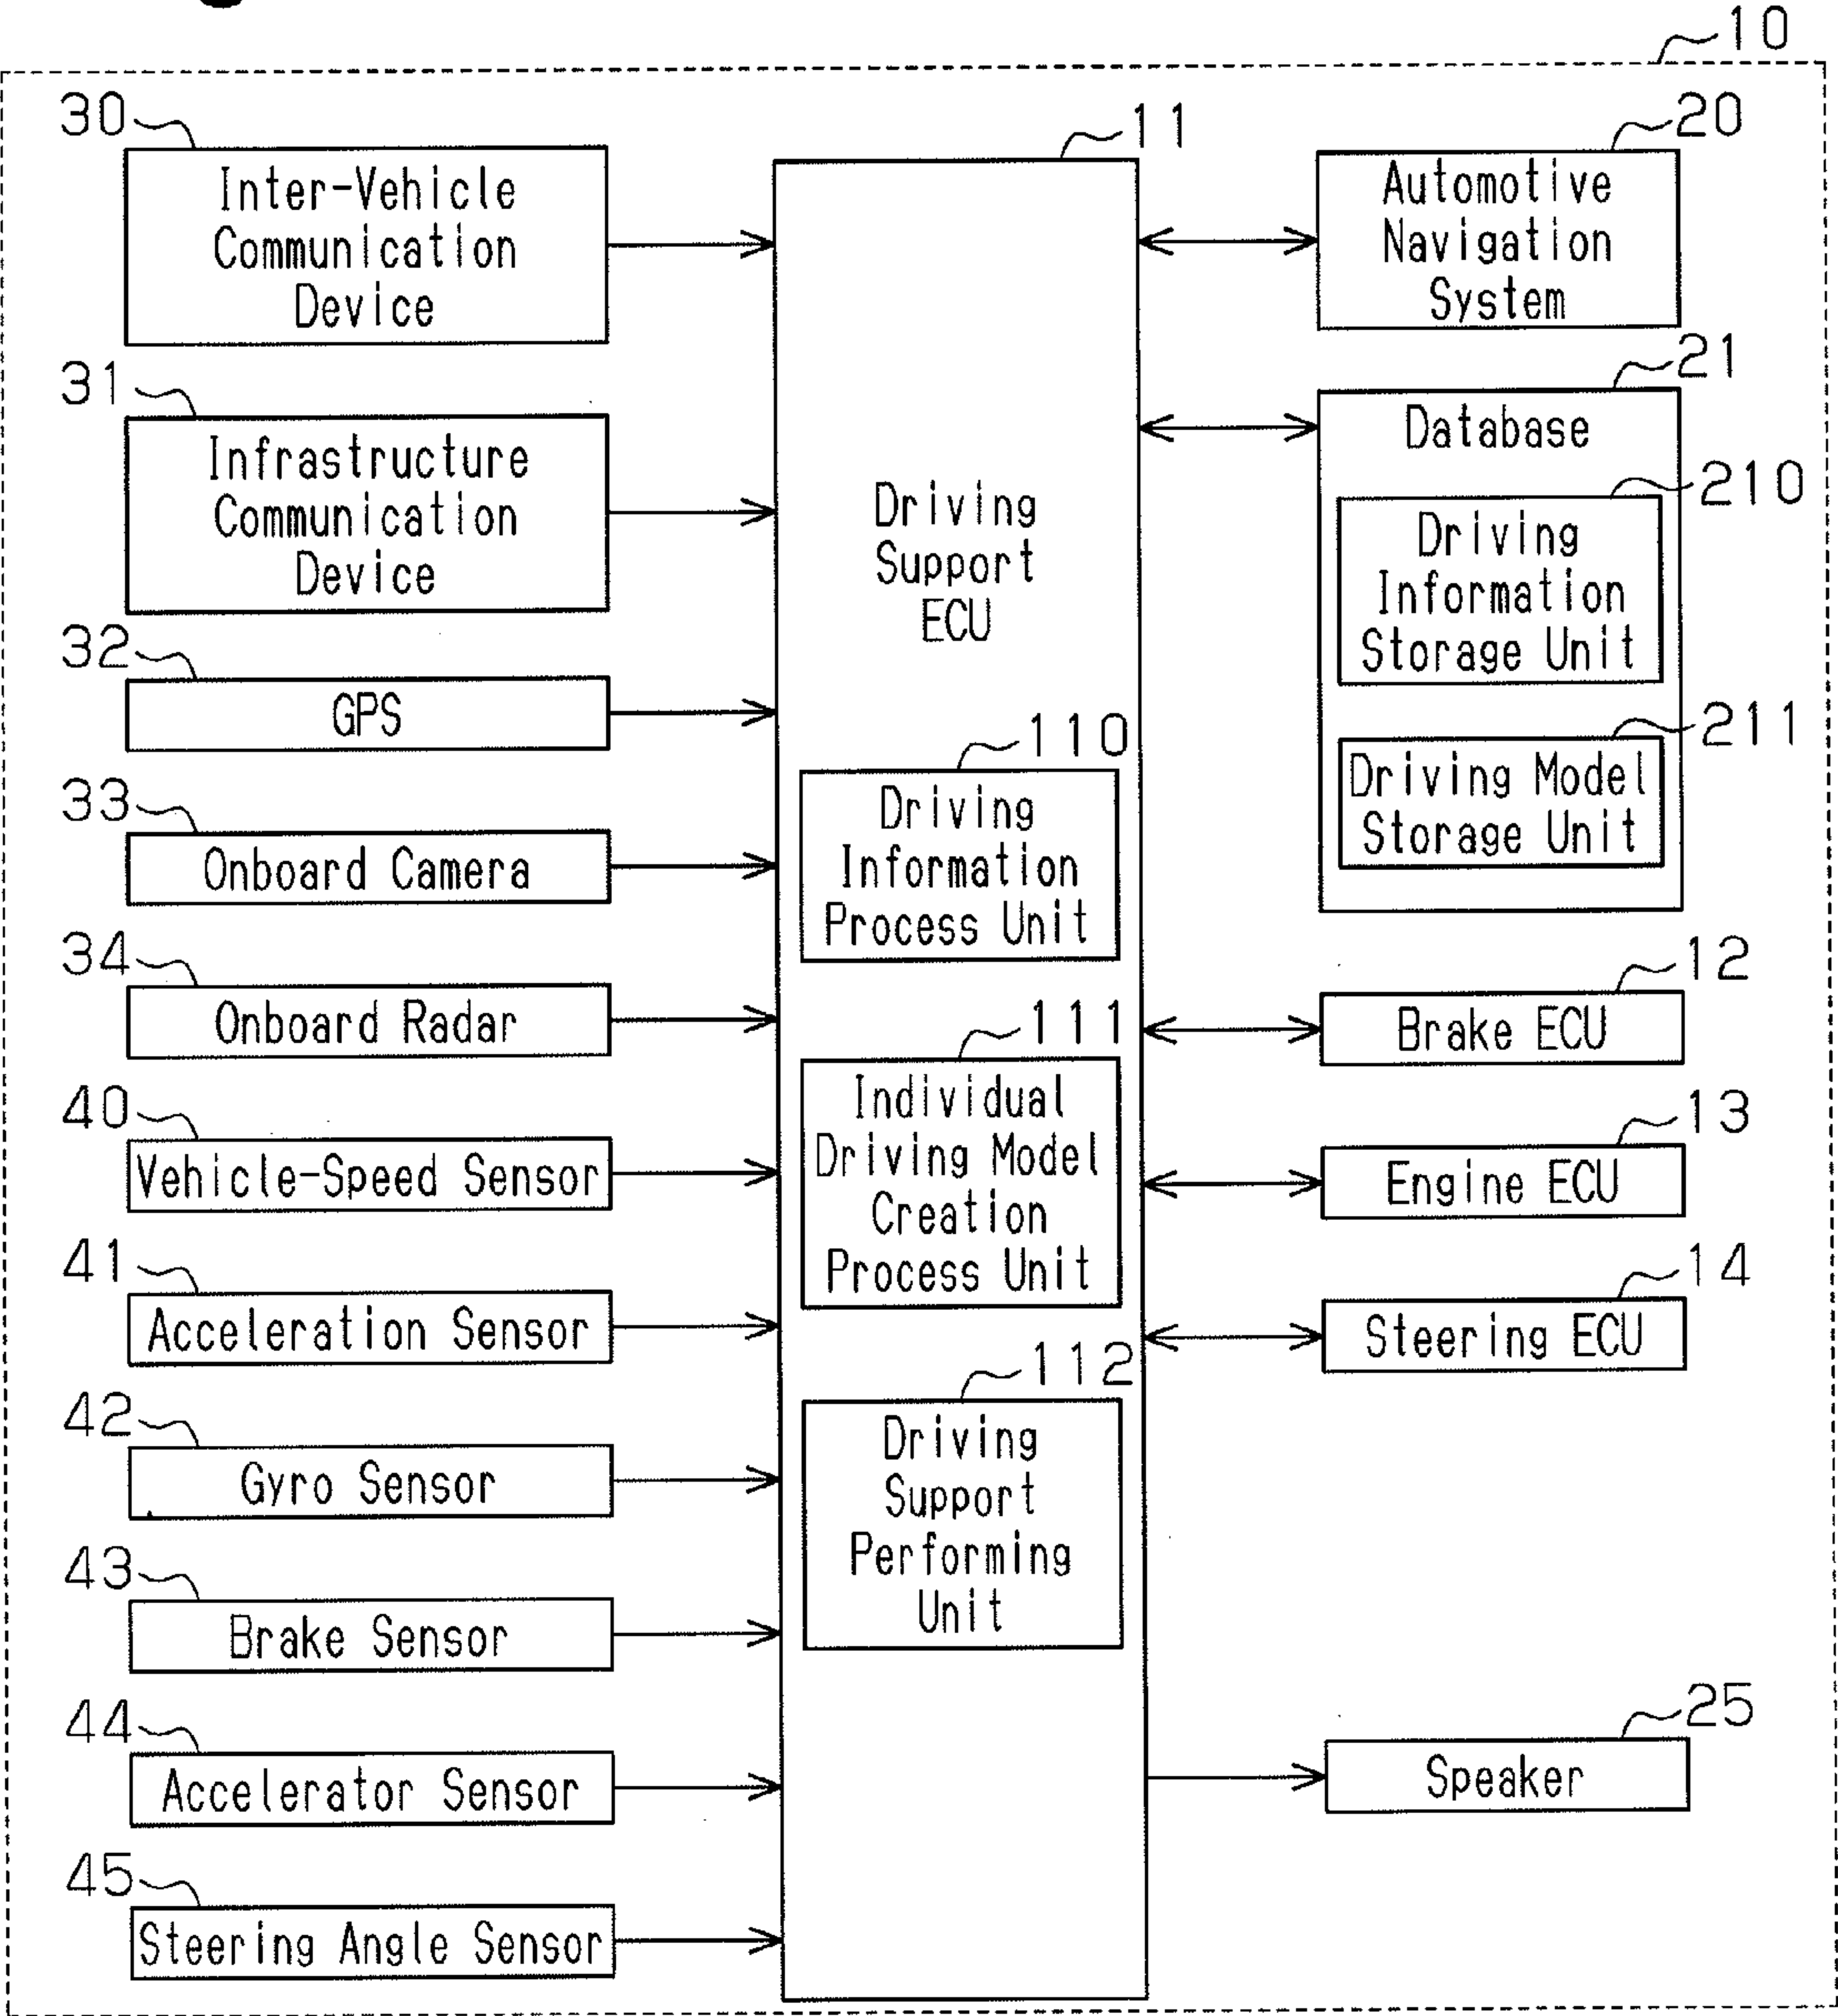 10
30
Inter-Vehicle
Communication
Device
31
Infrastructure
Communication
Device
32
GPS
33
Onboard Camera
34
Onboard Radar
40
Vehicle-Speed Sensor
41
Acceleration Sensor
42
Gyro Sensor
43
Brake Sensor
44
Accelerator Sensor
45
Steering Angle Sensor
11
Driving
Support
ECU
110
Driving
Information
Process Unit
111
Individual
Driving Model
Creation
Process Unit
112
Driving
Support
Performing
Unit
20
Automotive
Navigation
System
21
Database
210
Driving
Information
Storage Unit
211
Driving Model
Storage Unit
12
Brake ECU
13
Engine ECU
14
Steering ECU
25
Speaker